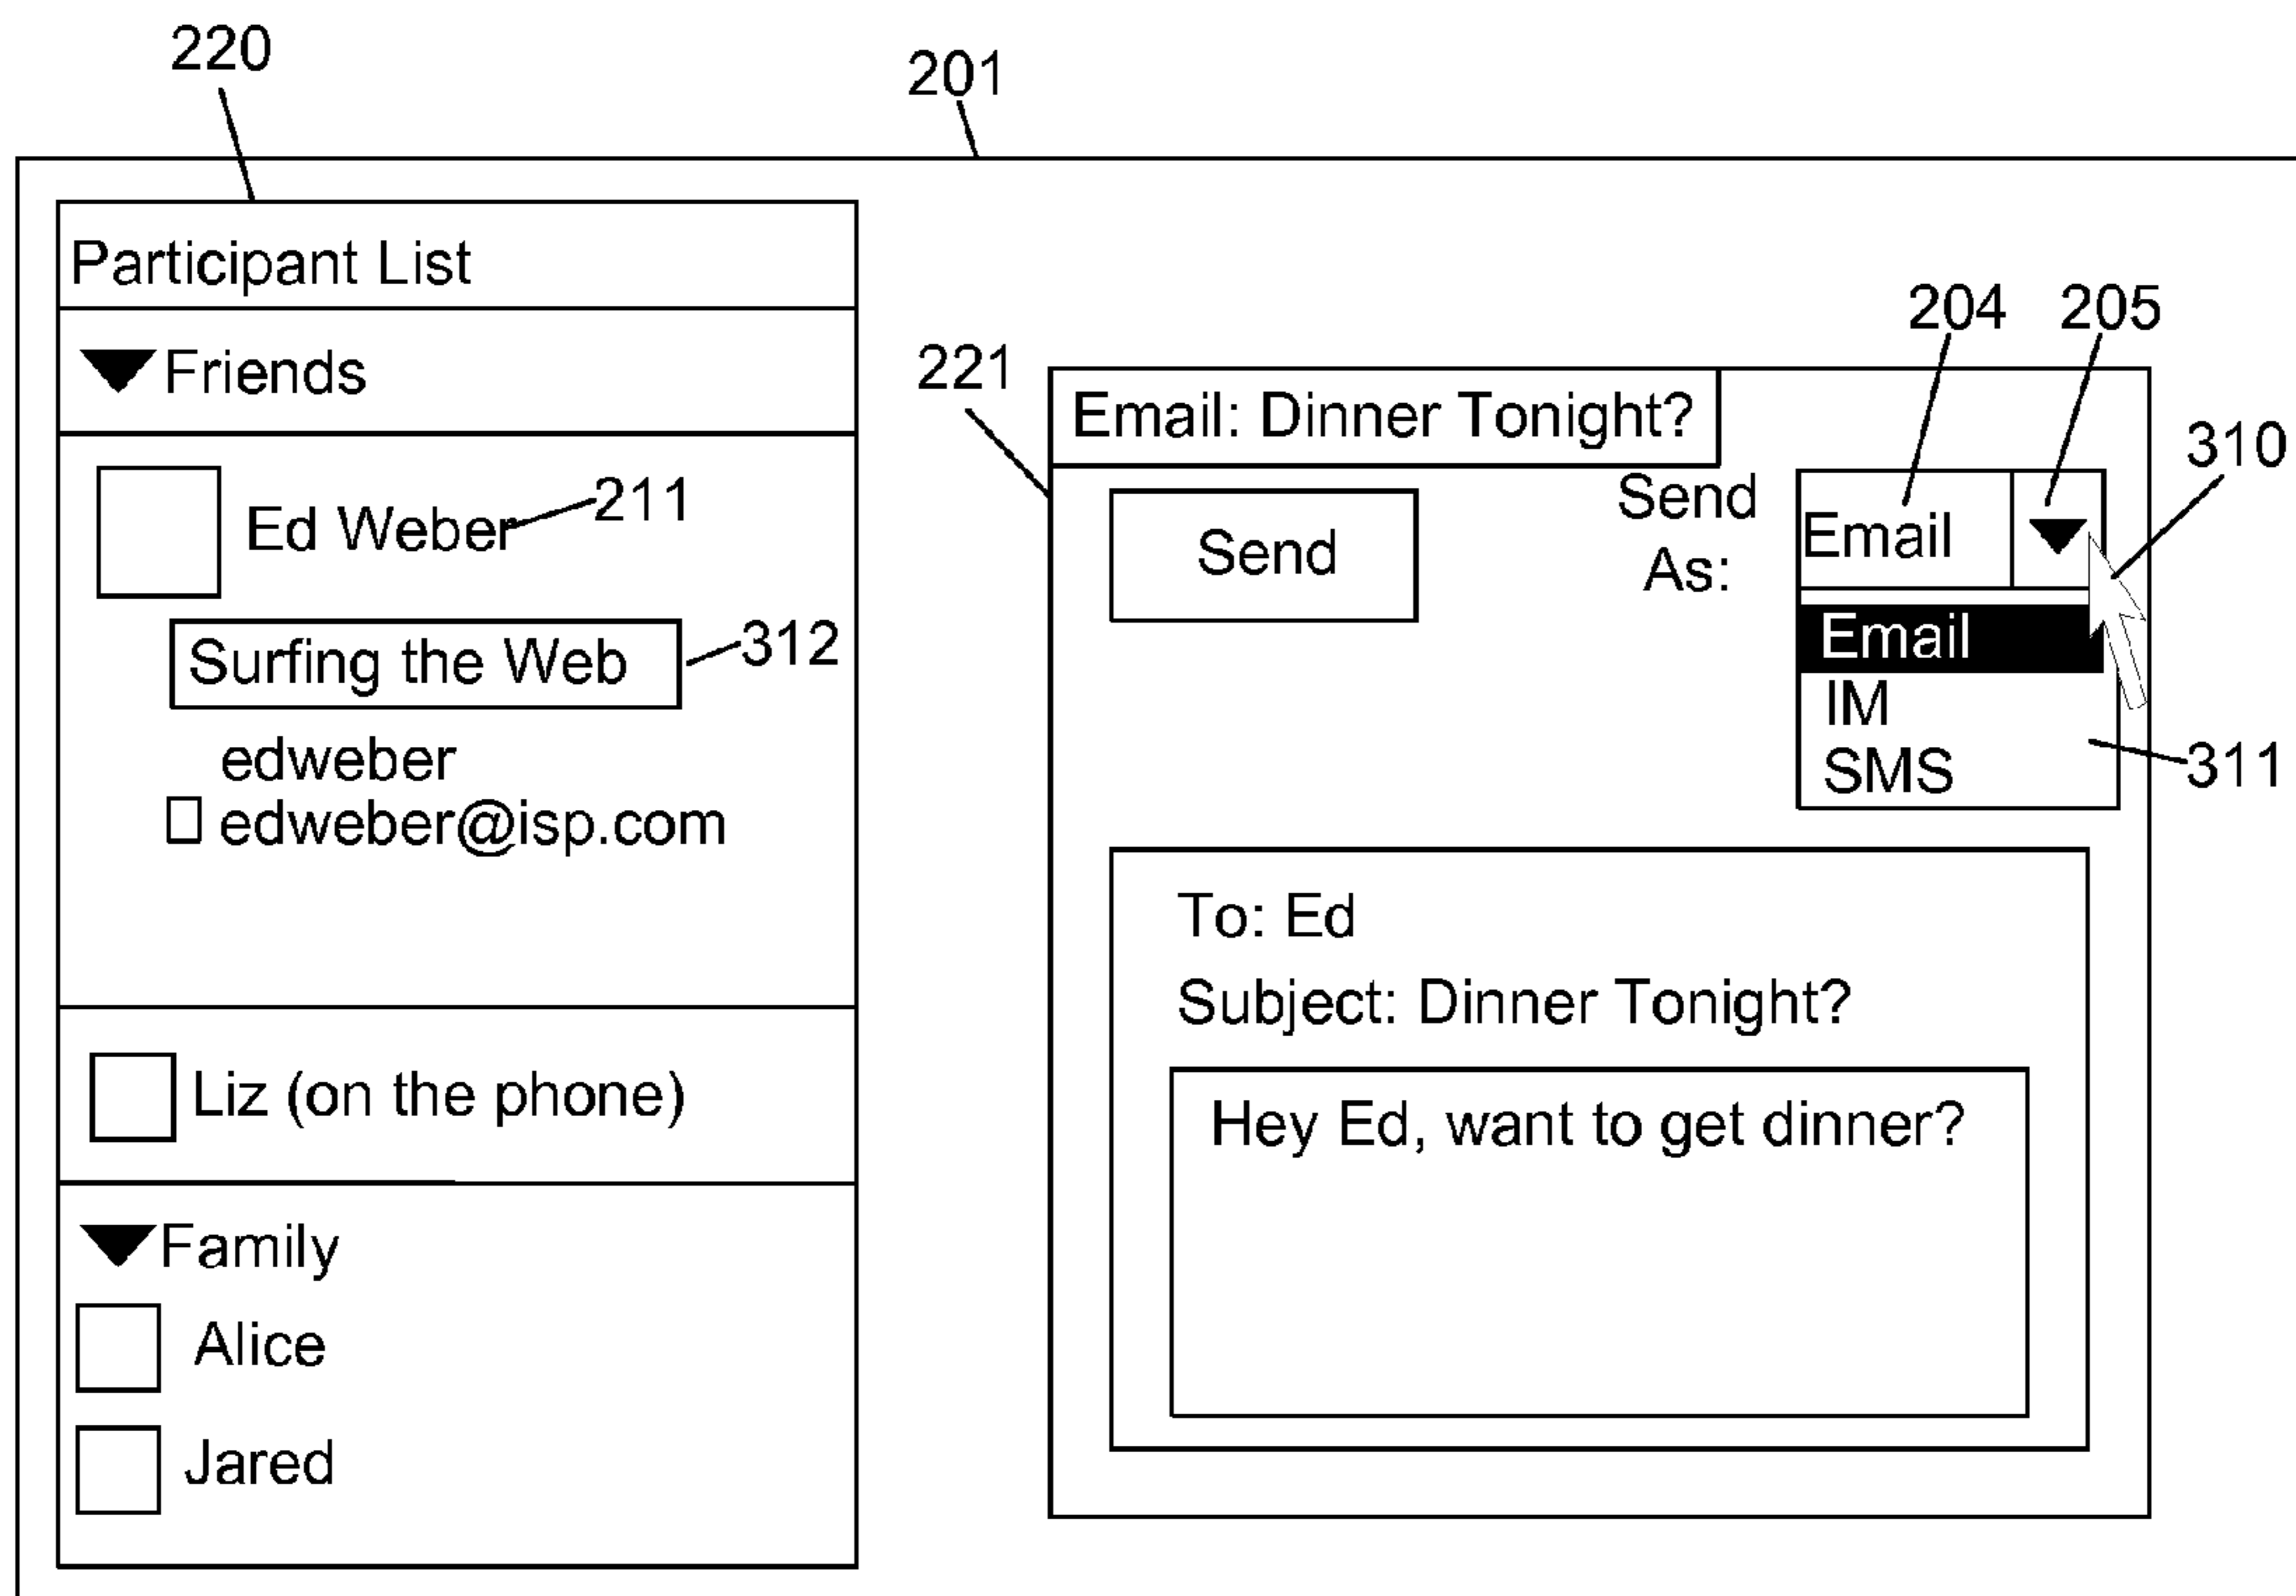 220
201
Participant List
Friends
Ed Weber
211
Surfing the Web
312
edweber
edweber@isp.com
Liz (on the phone)
Family
Alice
Jared
221
204
205
310
Email: Dinner Tonight?
Send
Send
As:
Email
Email
IM
SMS
311
To: Ed
Subject: Dinner Tonight?
Hey Ed, want to get dinner?